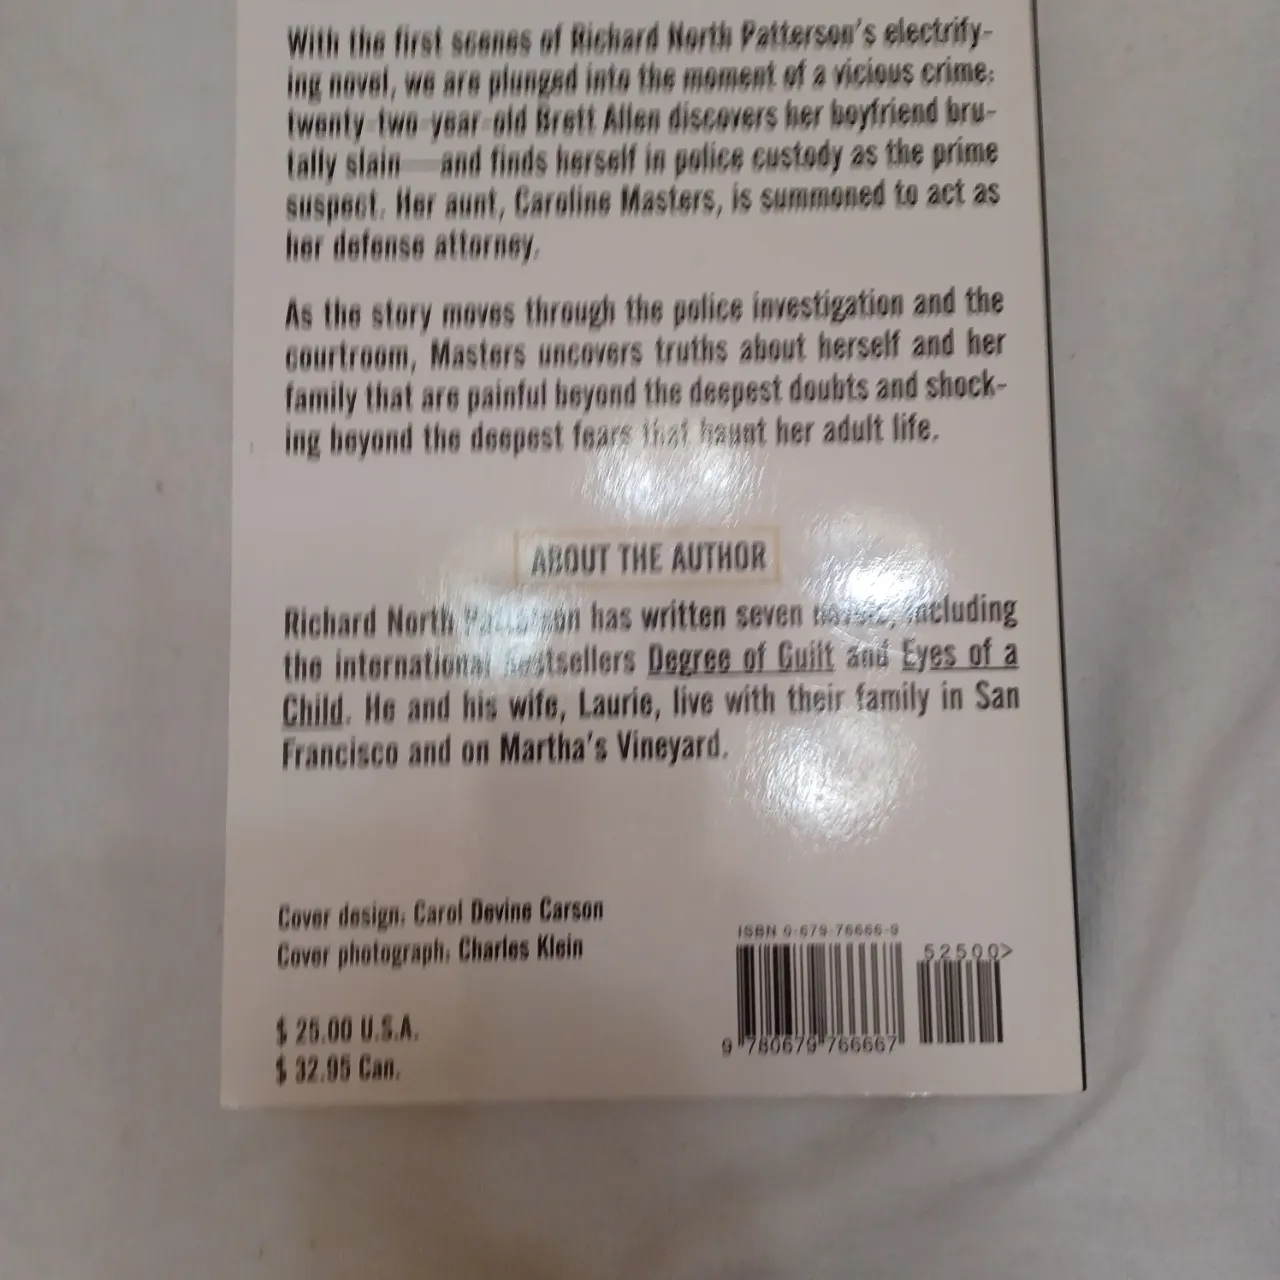 With the first scenes of Richard North Patterson's electrify-
ing novel, we are plunged into the moment of a vicious crime:
twenty-two-year-old Brett Allen discovers her boyfriend bru-
tally slain—and finds herself in police custody as the prime
suspect. Her aunt, Caroline Masters, is summoned to act as
her defense attorney.
As the story moves through the police investigation and the
courtroom, Masters uncovers truths about herself and her
family that are painful beyond the deepest doubts and shock-
ing beyond the deepest fears that haunt her adult life.
ABOUT THE AUTHOR
Richard North Patterson has written seven novels, including
the international bestsellers Degree of Guilt and Eyes of a
Child. He and his wife, Laurie, live with their family in San
Francisco and on Martha's Vineyard.
Cover design: Carol Devine Carson
Cover photograph: Charles Klein
$ 25.00 U.S.A.
$ 32.95 Can.
ISBN 0-679-76666-9
52500>
9 780679 766667